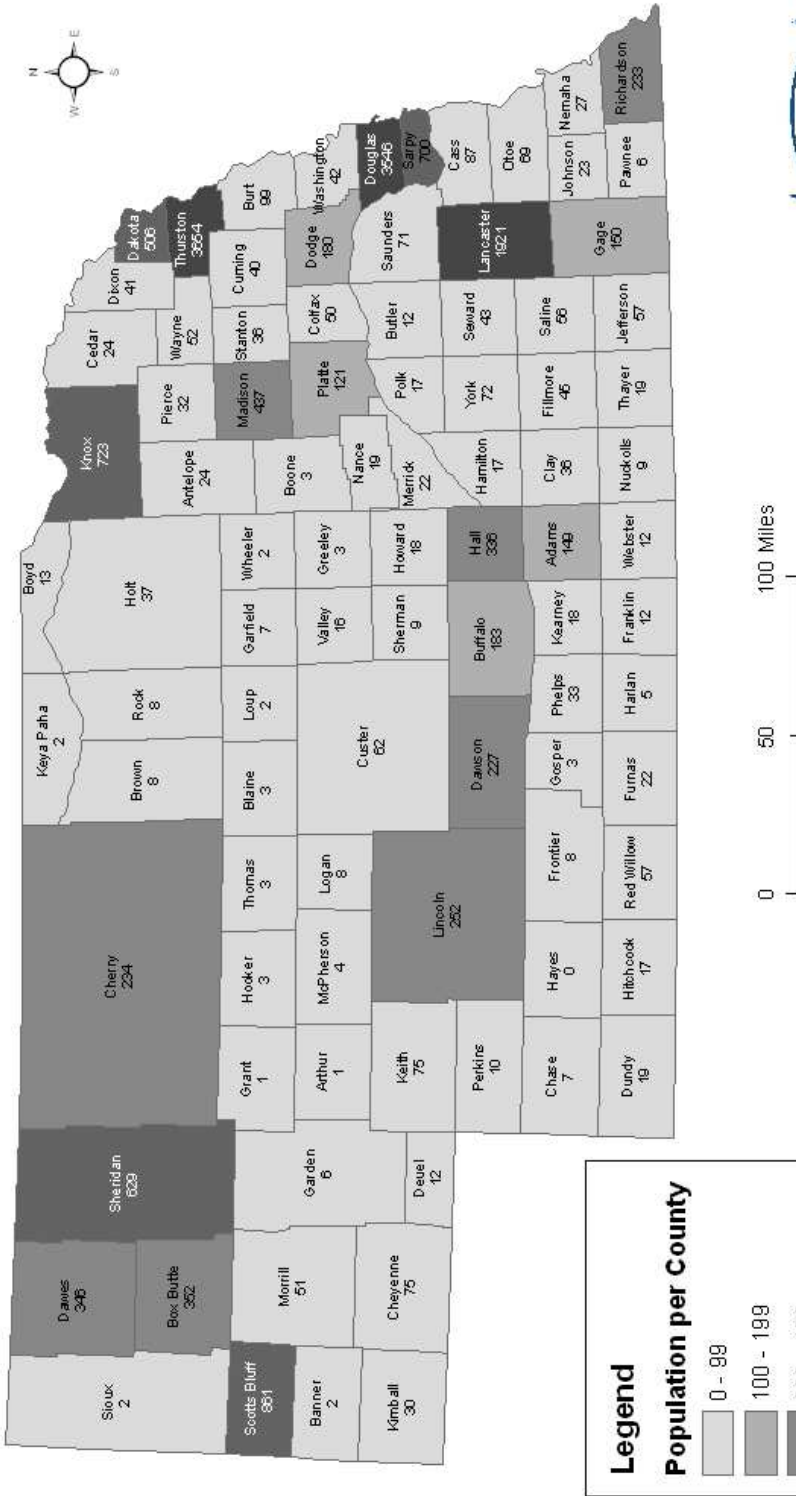 N
W
E
S
Sioux
2
Dawes
346
Box Butte
352
Sheridan
629
Scotts Bluff
861
Banner
2
Kimball
30
Morrill
51
Cheyenne
75
Garden
6
Deuel
12
Cherry
234
Keya Paha
2
Boyd
13
Brown
8
Rock
8
Holt
37
Knox
723
Cedar
24
Dixon
41
Dakota
506
Thurston
3654
Pierce
32
Wayne
52
Antelope
24
Madison
437
Stanton
36
Cuming
40
Burt
99
Grant
1
Hooker
3
Thomas
3
Blaine
3
Loup
2
Garfield
7
Wheeler
2
Boone
3
Platte
121
Colfax
50
Dodge
180
Washington
42
Arthur
1
McPherson
4
Logan
8
Custer
62
Valley
16
Greeley
3
Nance
19
Douglas
3546
Sarpy
700
Keith
75
Lincoln
252
Sherman
9
Howard
18
Merrick
22
Polk
17
Butler
12
Saunders
71
Cass
87
Perkins
10
Dawson
227
Buffalo
183
Hall
336
Hamilton
17
York
72
Seward
43
Lancaster
1921
Otoe
69
Chase
7
Hayes
0
Frontier
8
Gosper
3
Phelps
33
Kearney
18
Adams
149
Clay
36
Fillmore
45
Saline
56
Gage
150
Johnson
23
Nemaha
27
Dundy
19
Hitchcock
17
Red Willow
57
Furnas
22
Harlan
5
Franklin
12
Webster
12
Nuckolls
9
Thayer
19
Jefferson
57
Pawnee
6
Richardson
233
Legend
Population per County
0 - 99
100 - 199
0
50
100 Miles